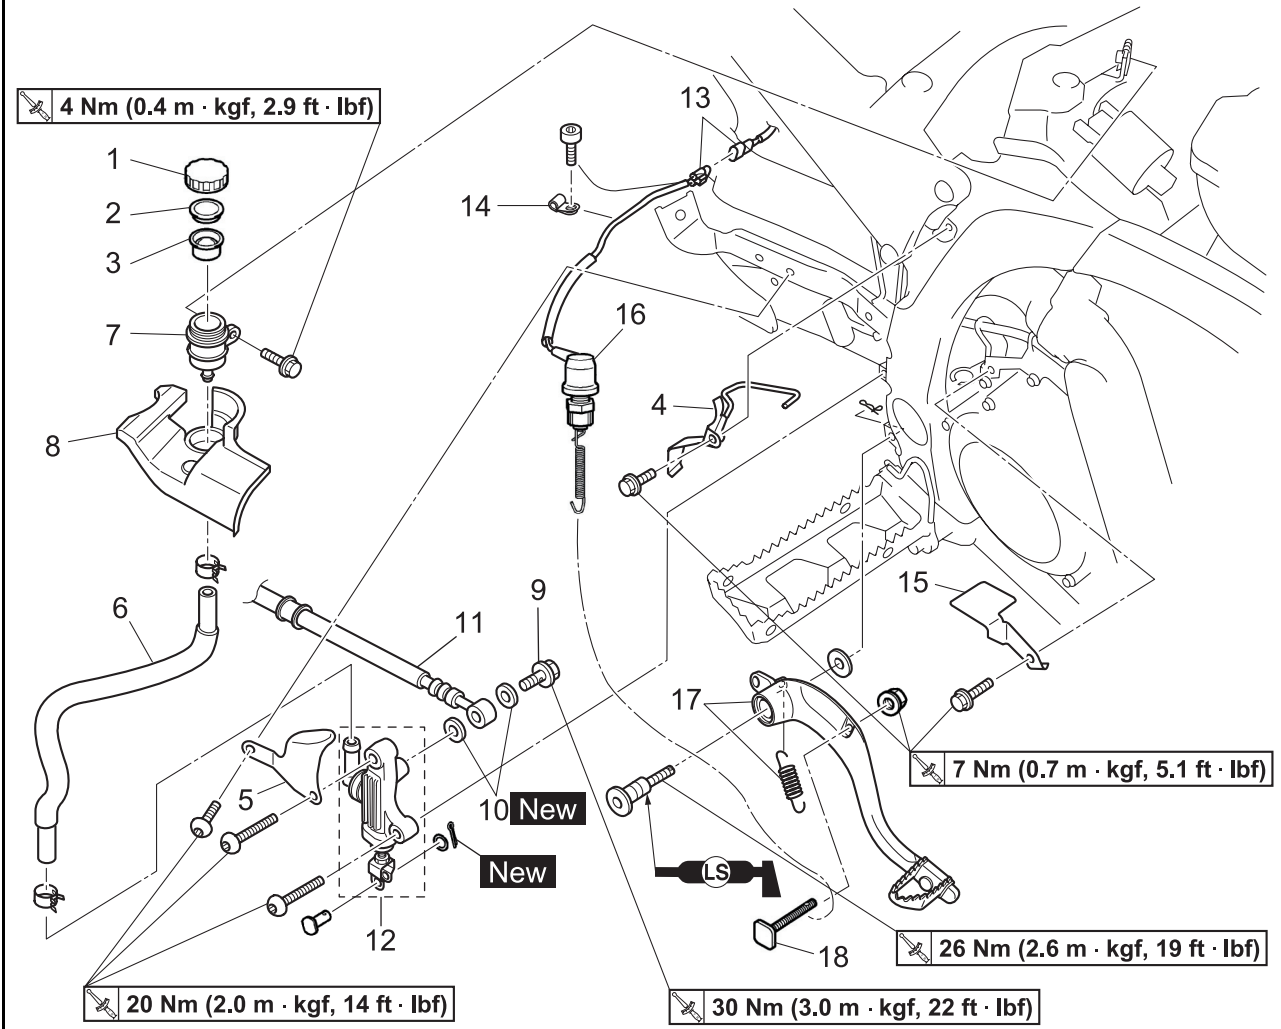 4 Nm (0.4 m · kgf, 2.9 ft · lbf)
1
2
3
7
8
13
14
16
4
6
11
9
15
17
5
10 New
New
12
LS
18
7 Nm (0.7 m · kgf, 5.1 ft · lbf)
26 Nm (2.6 m · kgf, 19 ft · lbf)
20 Nm (2.0 m · kgf, 14 ft · lbf)
30 Nm (3.0 m · kgf, 22 ft · lbf)